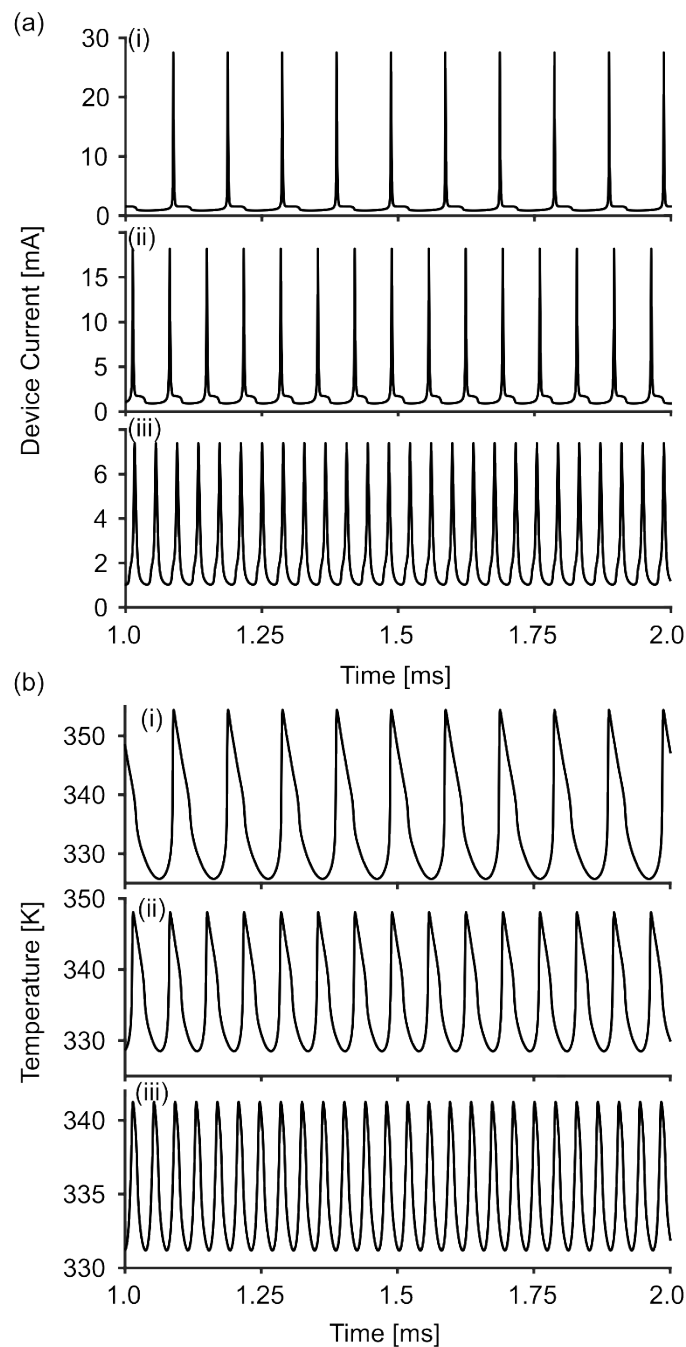 (a)
(i)
30
20
10
0
(ii)
15
10
5
0
(iii)
6
4
2
0
Device Current [mA]
1.0 1.25 1.5 1.75 2.0
Time [ms]
(b)
(i)
350
340
330
(ii)
350
340
330
(iii)
340
335
330
Temperature [K]
1.0 1.25 1.5 1.75 2.0
Time [ms]